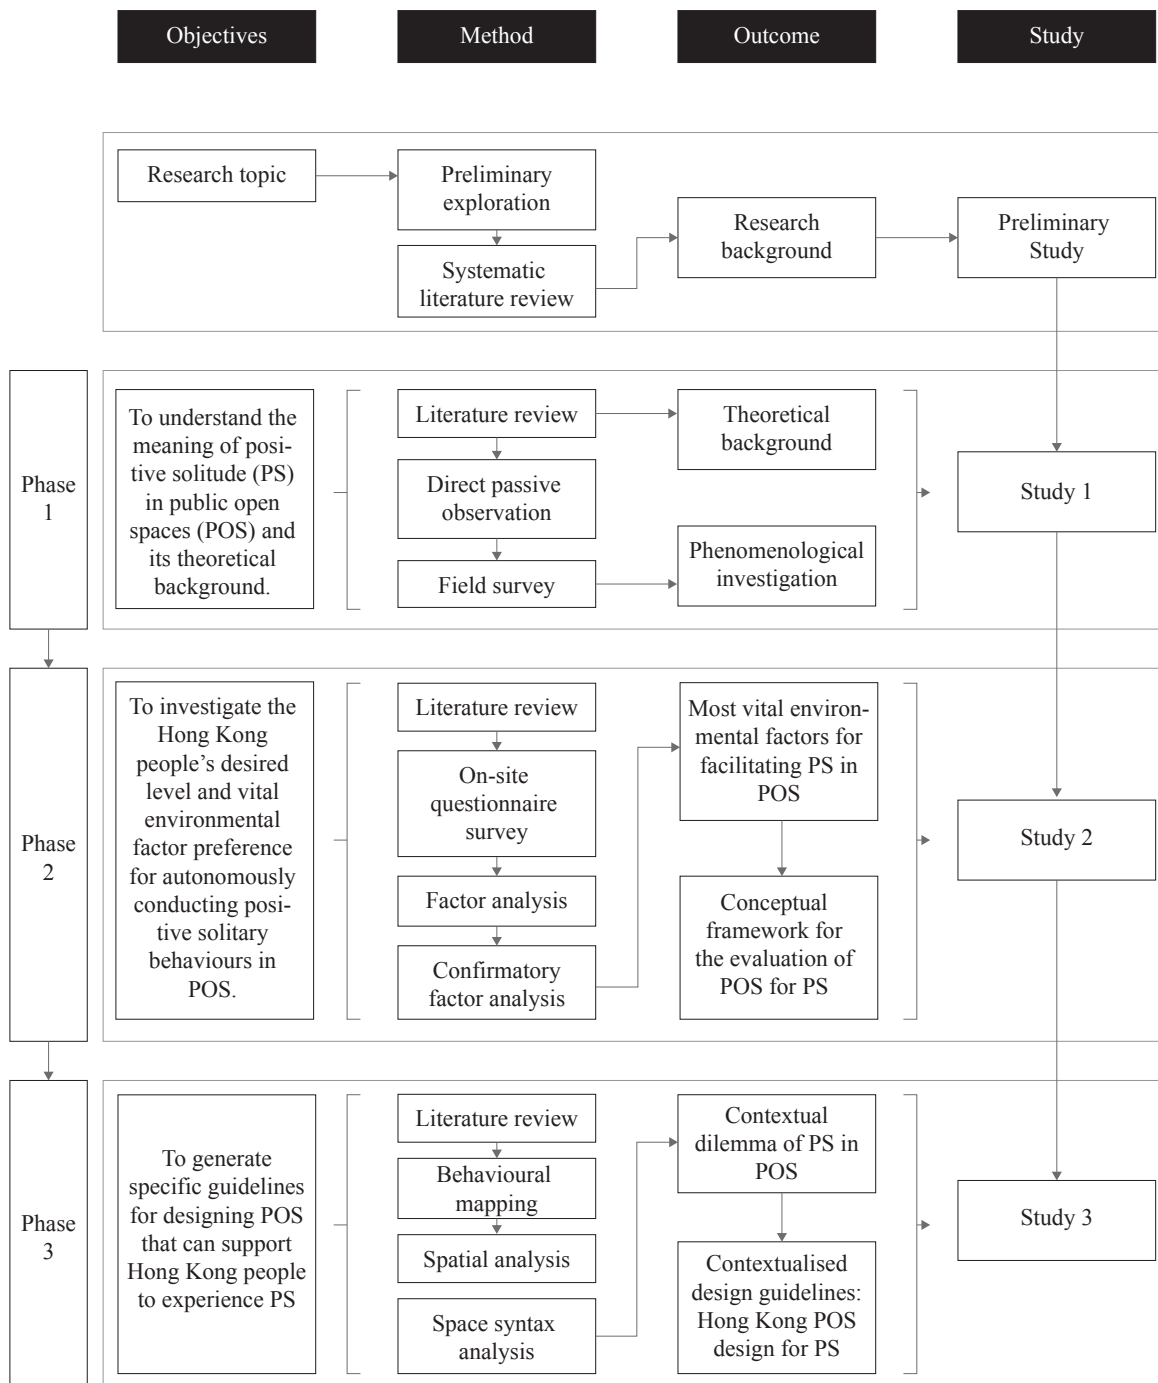 Objectives
Method
Outcome
Study
Research topic
Preliminary
exploration
Systematic
literature review
Research
background
Preliminary
Study
Phase
1
To understand the
meaning of posi-
tive solitude (PS)
in public open
spaces (POS) and
its theoretical
background.
Literature review
Direct passive
observation
Field survey
Theoretical
background
Phenomenological
investigation
Study 1
Phase
2
To investigate the
Hong Kong
people's desired
level and vital
environmental
factor preference
for autonomously
conducting posi-
tive solitary
behaviours in
POS.
Literature review
On-site
questionnaire
survey
Factor analysis
Confirmatory
factor analysis
Most vital environ-
mental factors for
facilitating PS in
POS
Conceptual
framework for
the evaluation of
POS for PS
Study 2
Phase
3
To generate
specific guidelines
for designing POS
that can support
Hong Kong people
to experience PS
Literature review
Behavioural
mapping
Spatial analysis
Space syntax
analysis
Contextual
dilemma of PS in
POS
Contextualised
design guidelines:
Hong Kong POS
design for PS
Study 3